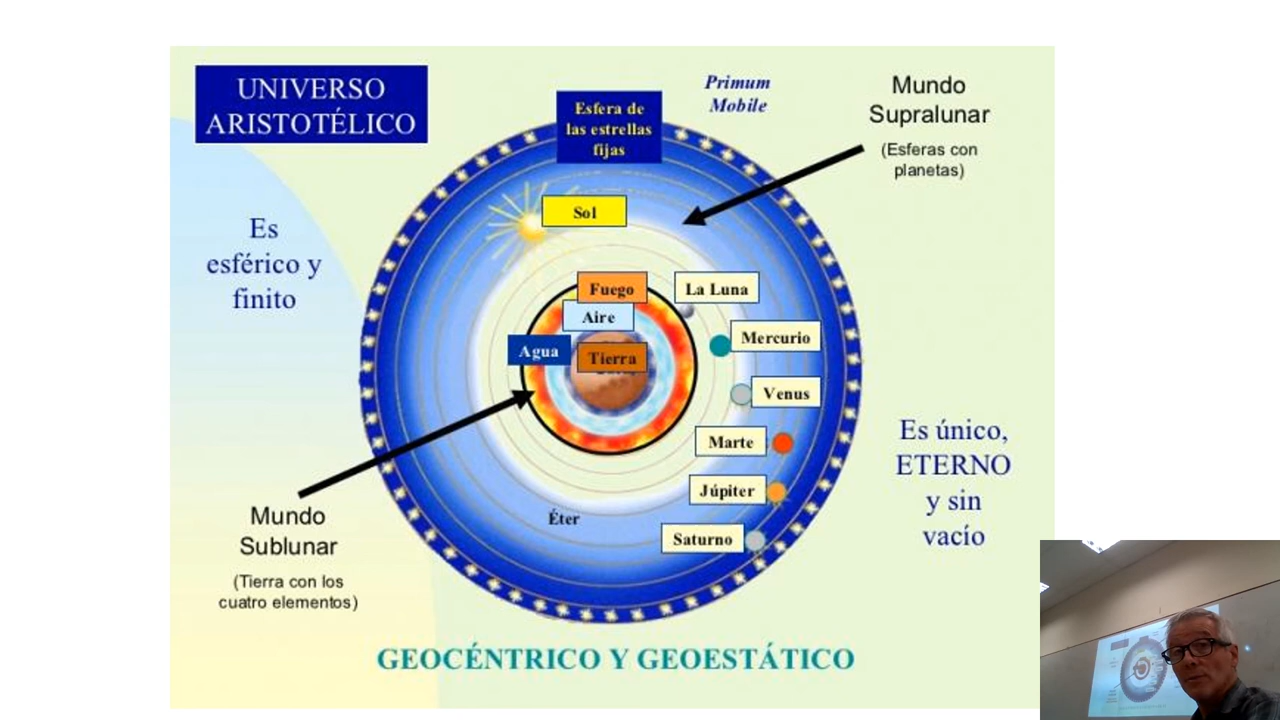 UNIVERSO
ARISTOTÉLICO
Esfera de
las estrellas
fijas
Primum
Mobile
Mundo
Supralunar
(Esferas con
planetas)
Sol
Es
esférico y
finito
Fuego
La Luna
Aire
Mercurio
Agua
Tierra
Venus
Marte
Es único,
ETERNO
y sin
vacío
Júpiter
Éter
Saturno
Mundo
Sublunar
(Tierra con los
cuatro elementos)
GEOCÉNTRICO Y GEOESTÁTICO